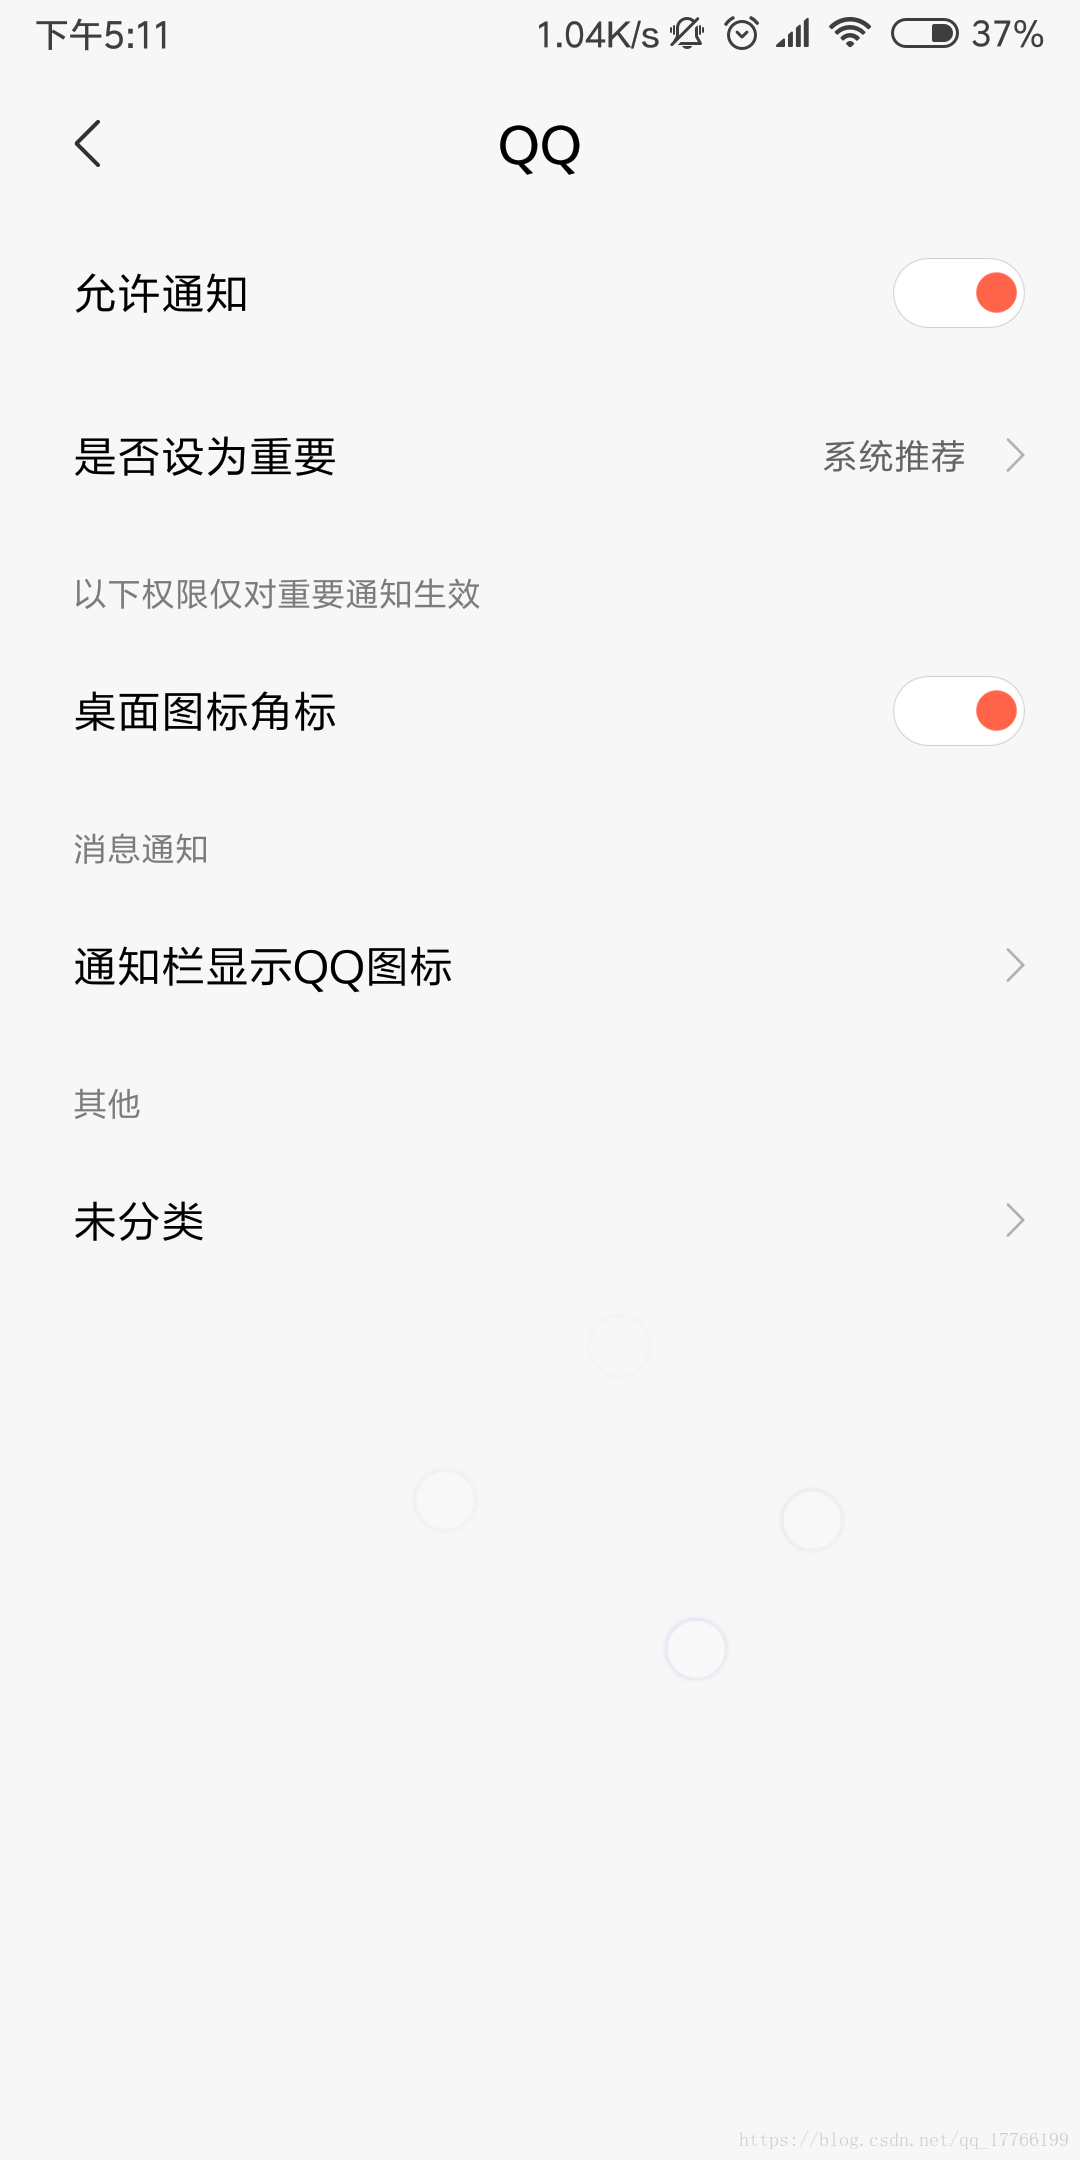 下午5:11 1.04K/s 37%
QQ
允许通知
是否设为重要 系统推荐
以下权限仅对重要通知生效
桌面图标角标
消息通知
通知栏显示QQ图标
其他
未分类
https://blog.csdn.net/qq_17766199